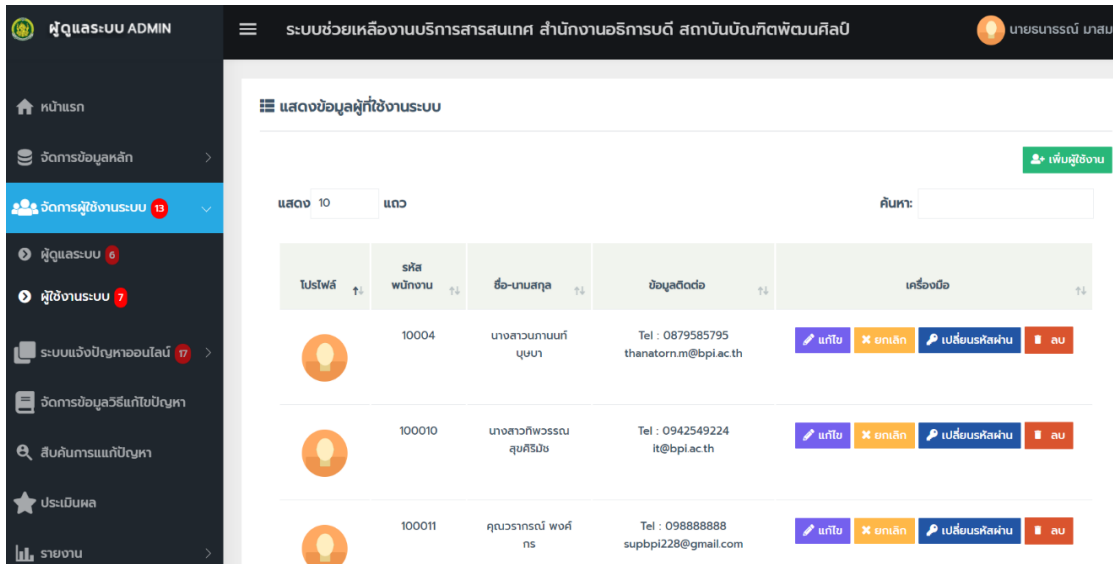 ผู้ดูแลระบบ ADMIN
ระบบช่วยเหลืองานบริการสารสนเทศ สำนักงานอธิการบดี สถาบันบัณฑิตพัฒนศิลป์
นายธนาธรณ์ มาสม
หน้าแรก
จัดการข้อมูลหลัก
จัดการผู้ใช้งานระบบ 13
ผู้ดูแลระบบ 6
ผู้ใช้งานระบบ 7
ระบบแจ้งปัญหาออนไลน์ 17
จัดการข้อมูลวิธีแก้ไขปัญหา
สืบค้นการแแก้ปัญหา
ประเมินผล
รายงาน
แสดงข้อมูลผู้ที่ใช้งานระบบ
เพิ่มผู้ใช้งาน
แสดง 10 แถว
ค้นหา:
โปรไฟล์ รหัสพนักงาน ชื่อ-นามสกุล ข้อมูลติดต่อ เครื่องมือ
10004 นางสาวนภานนท์ Tel : 0879585795 แก้ไข ยกเลิก เปลี่ยนรหัสผ่าน ลบ
บุษบา thanatorn.m@bpi.ac.th
100010 นางสาวทิพวรรณ Tel : 0942549224 แก้ไข ยกเลิก เปลี่ยนรหัสผ่าน ลบ
สุขศิริมัช it@bpi.ac.th
100011 คุณวรากรณ์ พงศ์ Tel : 098888888 แก้ไข ยกเลิก เปลี่ยนรหัสผ่าน ลบ
กร supbpi228@gmail.com